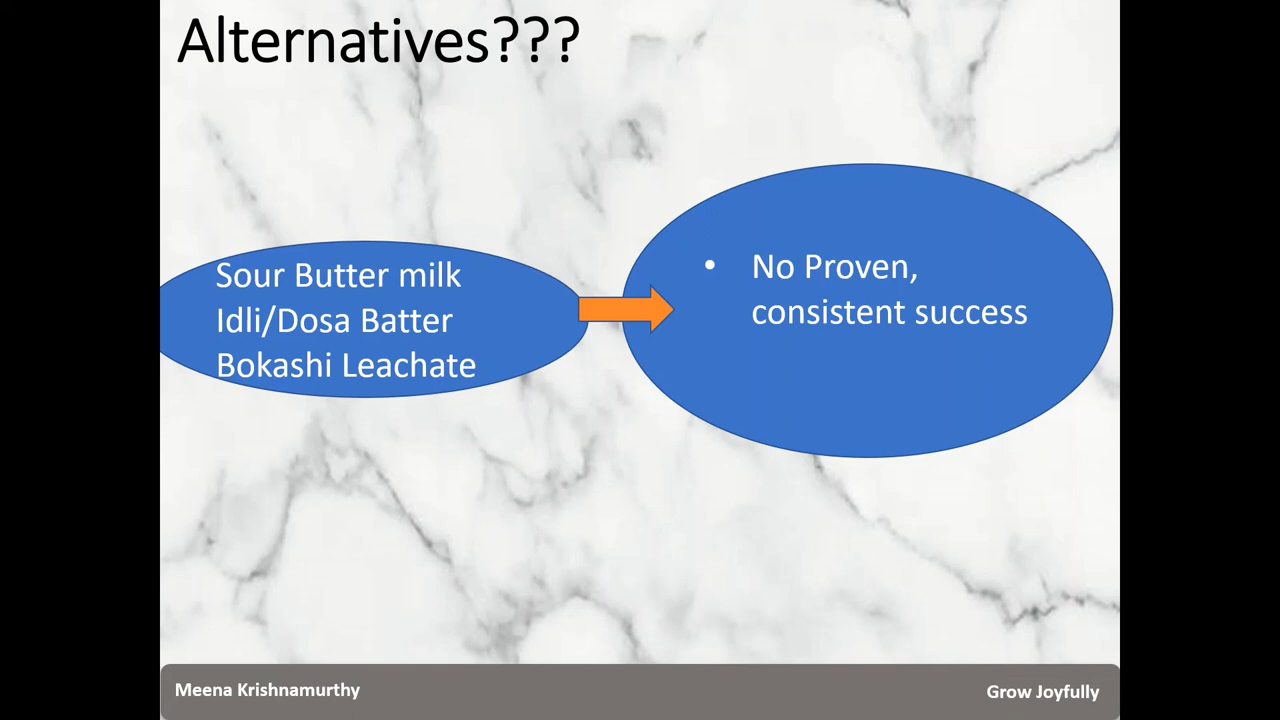 Alternatives???
Sour Butter milk
Idli/Dosa Batter
Bokashi Leachate
• No Proven,
consistent success
Meena Krishnamurthy
Grow Joyfully